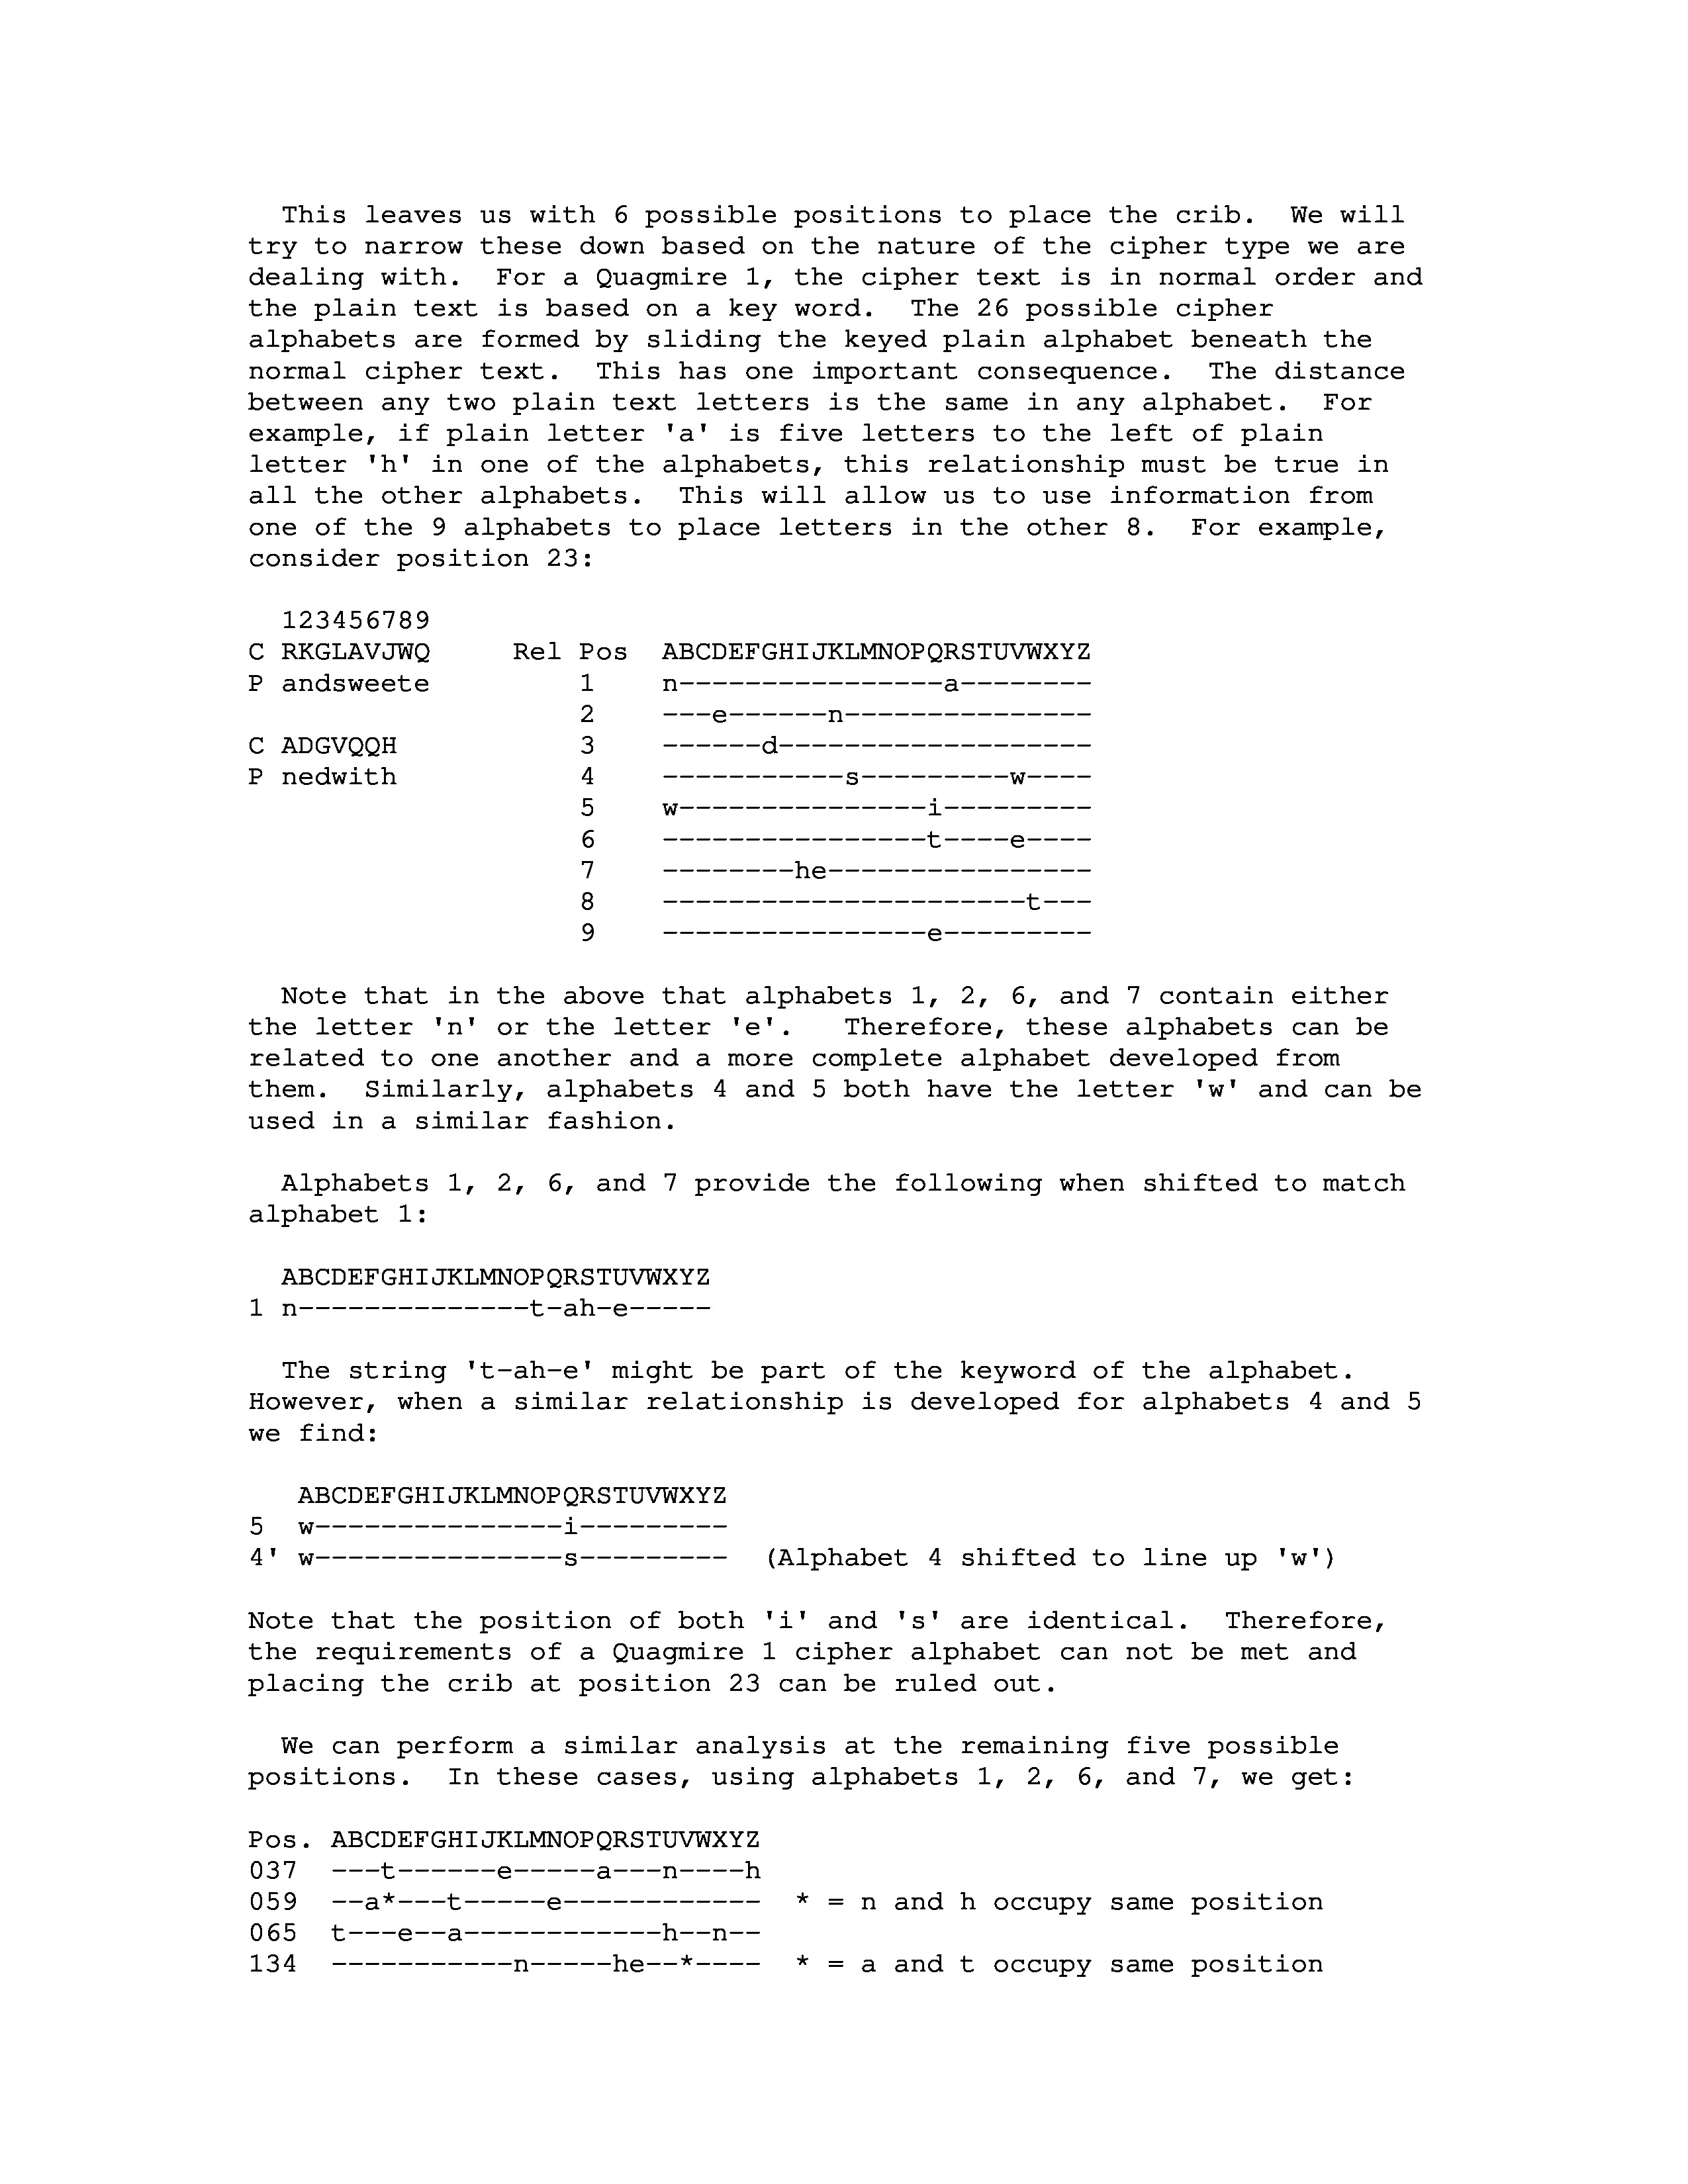 This leaves us with 6 possible positions to place the crib.  We will
try to narrow these down based on the nature of the cipher type we are
dealing with.  For a Quagmire 1, the cipher text is in normal order and
the plain text is based on a key word.  The 26 possible cipher
alphabets are formed by sliding the keyed plain alphabet beneath the
normal cipher text.  This has one important consequence.  The distance
between any two plain text letters is the same in any alphabet.  For
example, if plain letter 'a' is five letters to the left of plain
letter 'h' in one of the alphabets, this relationship must be true in
all the other alphabets.  This will allow us to use information from
one of the 9 alphabets to place letters in the other 8.  For example,
consider position 23:

  123456789
C RKGLAVJWQ     Rel Pos  ABCDEFGHIJKLMNOPQRSTUVWXYZ
P andsweete         1    n----------------a--------
                    2    ---e------n---------------
C ADGVQQH           3    ------d-------------------
P nedwith           4    -----------s---------w----
                    5    w---------------i---------
                    6    ----------------t----e----
                    7    --------he----------------
                    8    ----------------------t---
                    9    ----------------e---------

  Note that in the above that alphabets 1, 2, 6, and 7 contain either
the letter 'n' or the letter 'e'.   Therefore, these alphabets can be
related to one another and a more complete alphabet developed from
them.  Similarly, alphabets 4 and 5 both have the letter 'w' and can be
used in a similar fashion.

  Alphabets 1, 2, 6, and 7 provide the following when shifted to match
alphabet 1:

  ABCDEFGHIJKLMNOPQRSTUVWXYZ
1 n--------------t-ah-e-----

  The string 't-ah-e' might be part of the keyword of the alphabet.
However, when a similar relationship is developed for alphabets 4 and 5
we find:

   ABCDEFGHIJKLMNOPQRSTUVWXYZ
5  w---------------i---------
4' w---------------s---------  (Alphabet 4 shifted to line up 'w')

Note that the position of both 'i' and 's' are identical.  Therefore,
the requirements of a Quagmire 1 cipher alphabet can not be met and
placing the crib at position 23 can be ruled out.

  We can perform a similar analysis at the remaining five possible
positions.  In these cases, using alphabets 1, 2, 6, and 7, we get:

Pos. ABCDEFGHIJKLMNOPQRSTUVWXYZ
037  ---t------e-----a---n----h
059  --a*---t-----e------------  * = n and h occupy same position
065  t---e--a------------h--n--
134  -----------n-----he--*----  * = a and t occupy same position